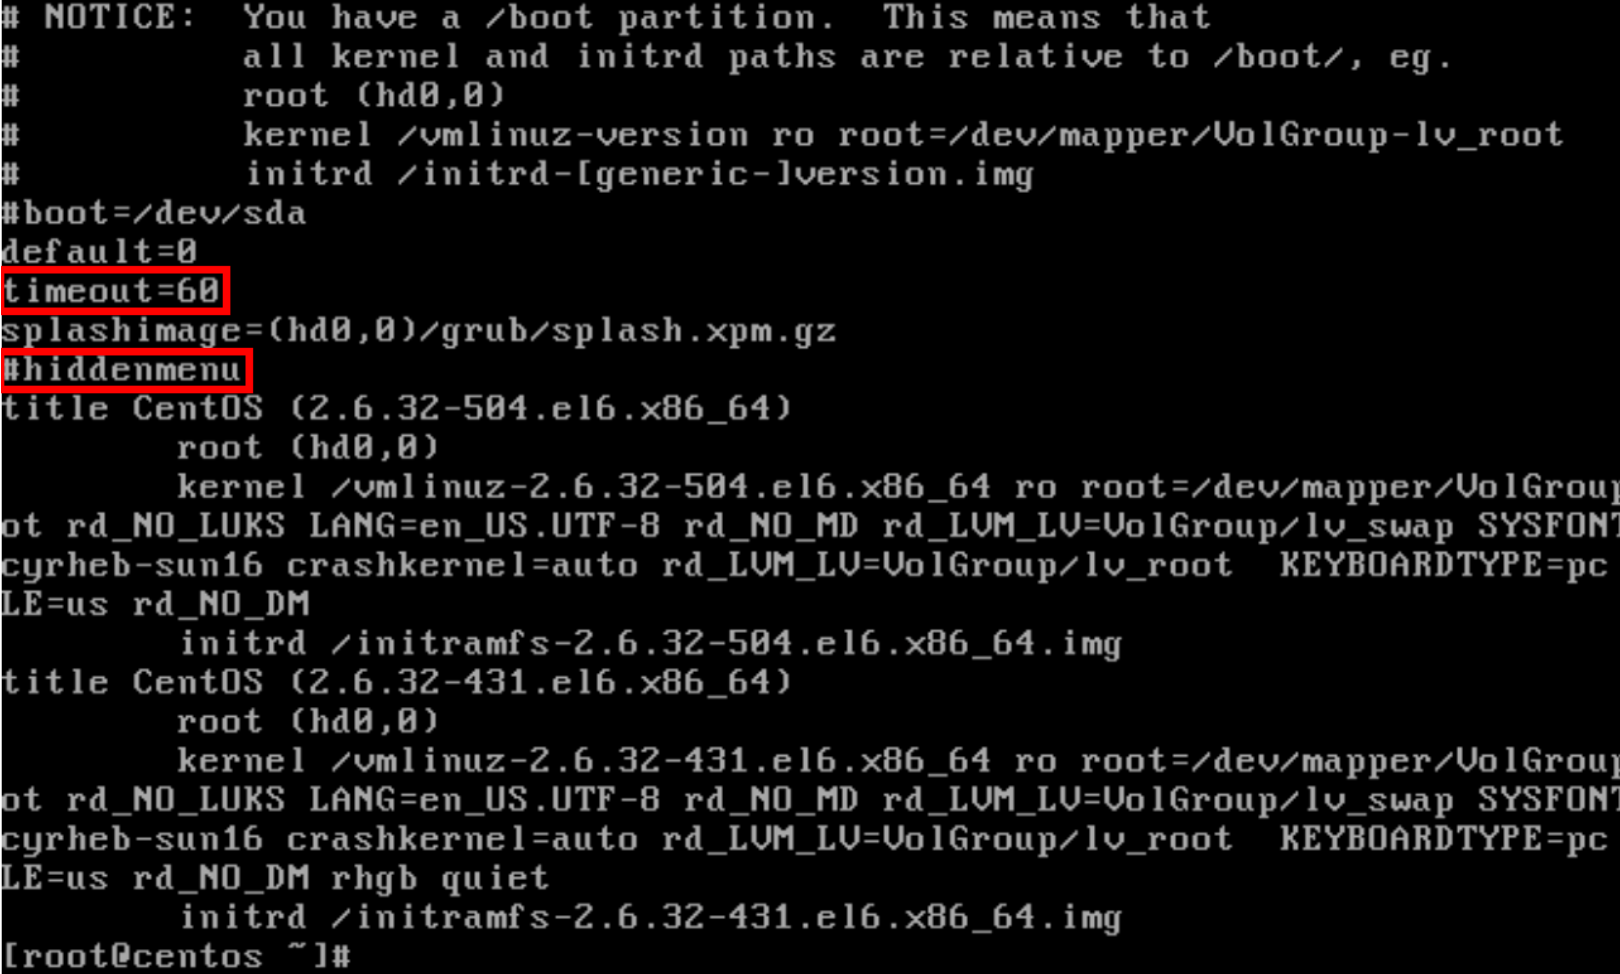 # NOTICE:  You have a /boot partition.  This means that
#          all kernel and initrd paths are relative to /boot/, eg.
#          root (hd0,0)
#          kernel /vmlinuz-version ro root=/dev/mapper/VolGroup-lv_root
#          initrd /initrd-[generic-]version.img
#boot=/dev/sda
default=0
timeout=60
splashimage=(hd0,0)/grub/splash.xpm.gz
#hiddenmenu
title CentOS (2.6.32-504.el6.x86_64)
        root (hd0,0)
        kernel /vmlinuz-2.6.32-504.el6.x86_64 ro root=/dev/mapper/VolGroup
ot rd_NO_LUKS LANG=en_US.UTF-8 rd_NO_MD rd_LVM_LV=VolGroup/lv_swap SYSFONT
cyrheb-sun16 crashkernel=auto rd_LVM_LV=VolGroup/lv_root  KEYBOARDTYPE=pc
LE=us rd_NO_DM
        initrd /initramfs-2.6.32-504.el6.x86_64.img
title CentOS (2.6.32-431.el6.x86_64)
        root (hd0,0)
        kernel /vmlinuz-2.6.32-431.el6.x86_64 ro root=/dev/mapper/VolGroup
ot rd_NO_LUKS LANG=en_US.UTF-8 rd_NO_MD rd_LVM_LV=VolGroup/lv_swap SYSFONT
cyrheb-sun16 crashkernel=auto rd_LVM_LV=VolGroup/lv_root  KEYBOARDTYPE=pc
LE=us rd_NO_DM rhgb quiet
        initrd /initramfs-2.6.32-431.el6.x86_64.img
[root@centos ~]#